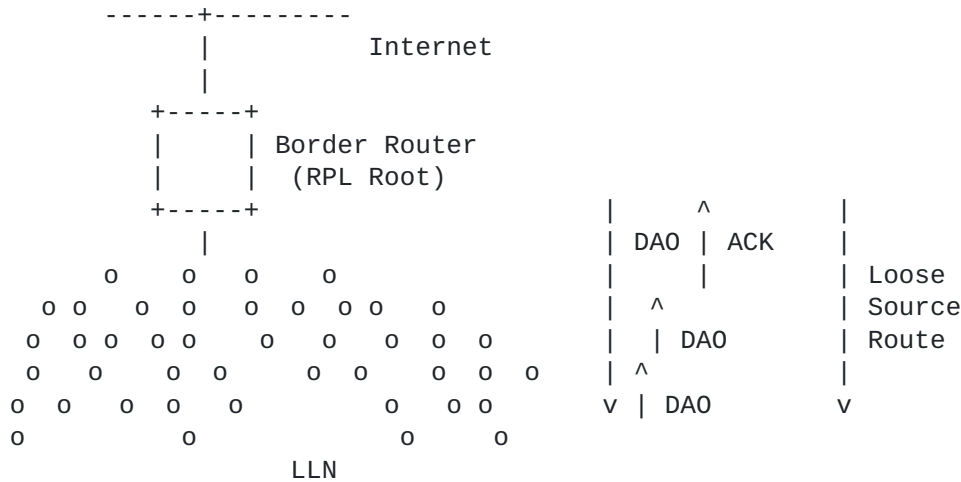 ------+---------
|          Internet
|
+-----+
|     | Border Router
|     |  (RPL Root)
+-----+                      |     ^        |
|                         | DAO | ACK    |
o    o   o    o                 |     |        | Loose
o o   o  o   o  o  o o   o          |  ^           | Source
o  o o  o o    o   o   o  o  o       |  | DAO      | Route
o   o    o  o     o  o    o  o  o    | ^            |
o  o   o  o   o         o   o o       v | DAO        v
o          o             o     o
LLN